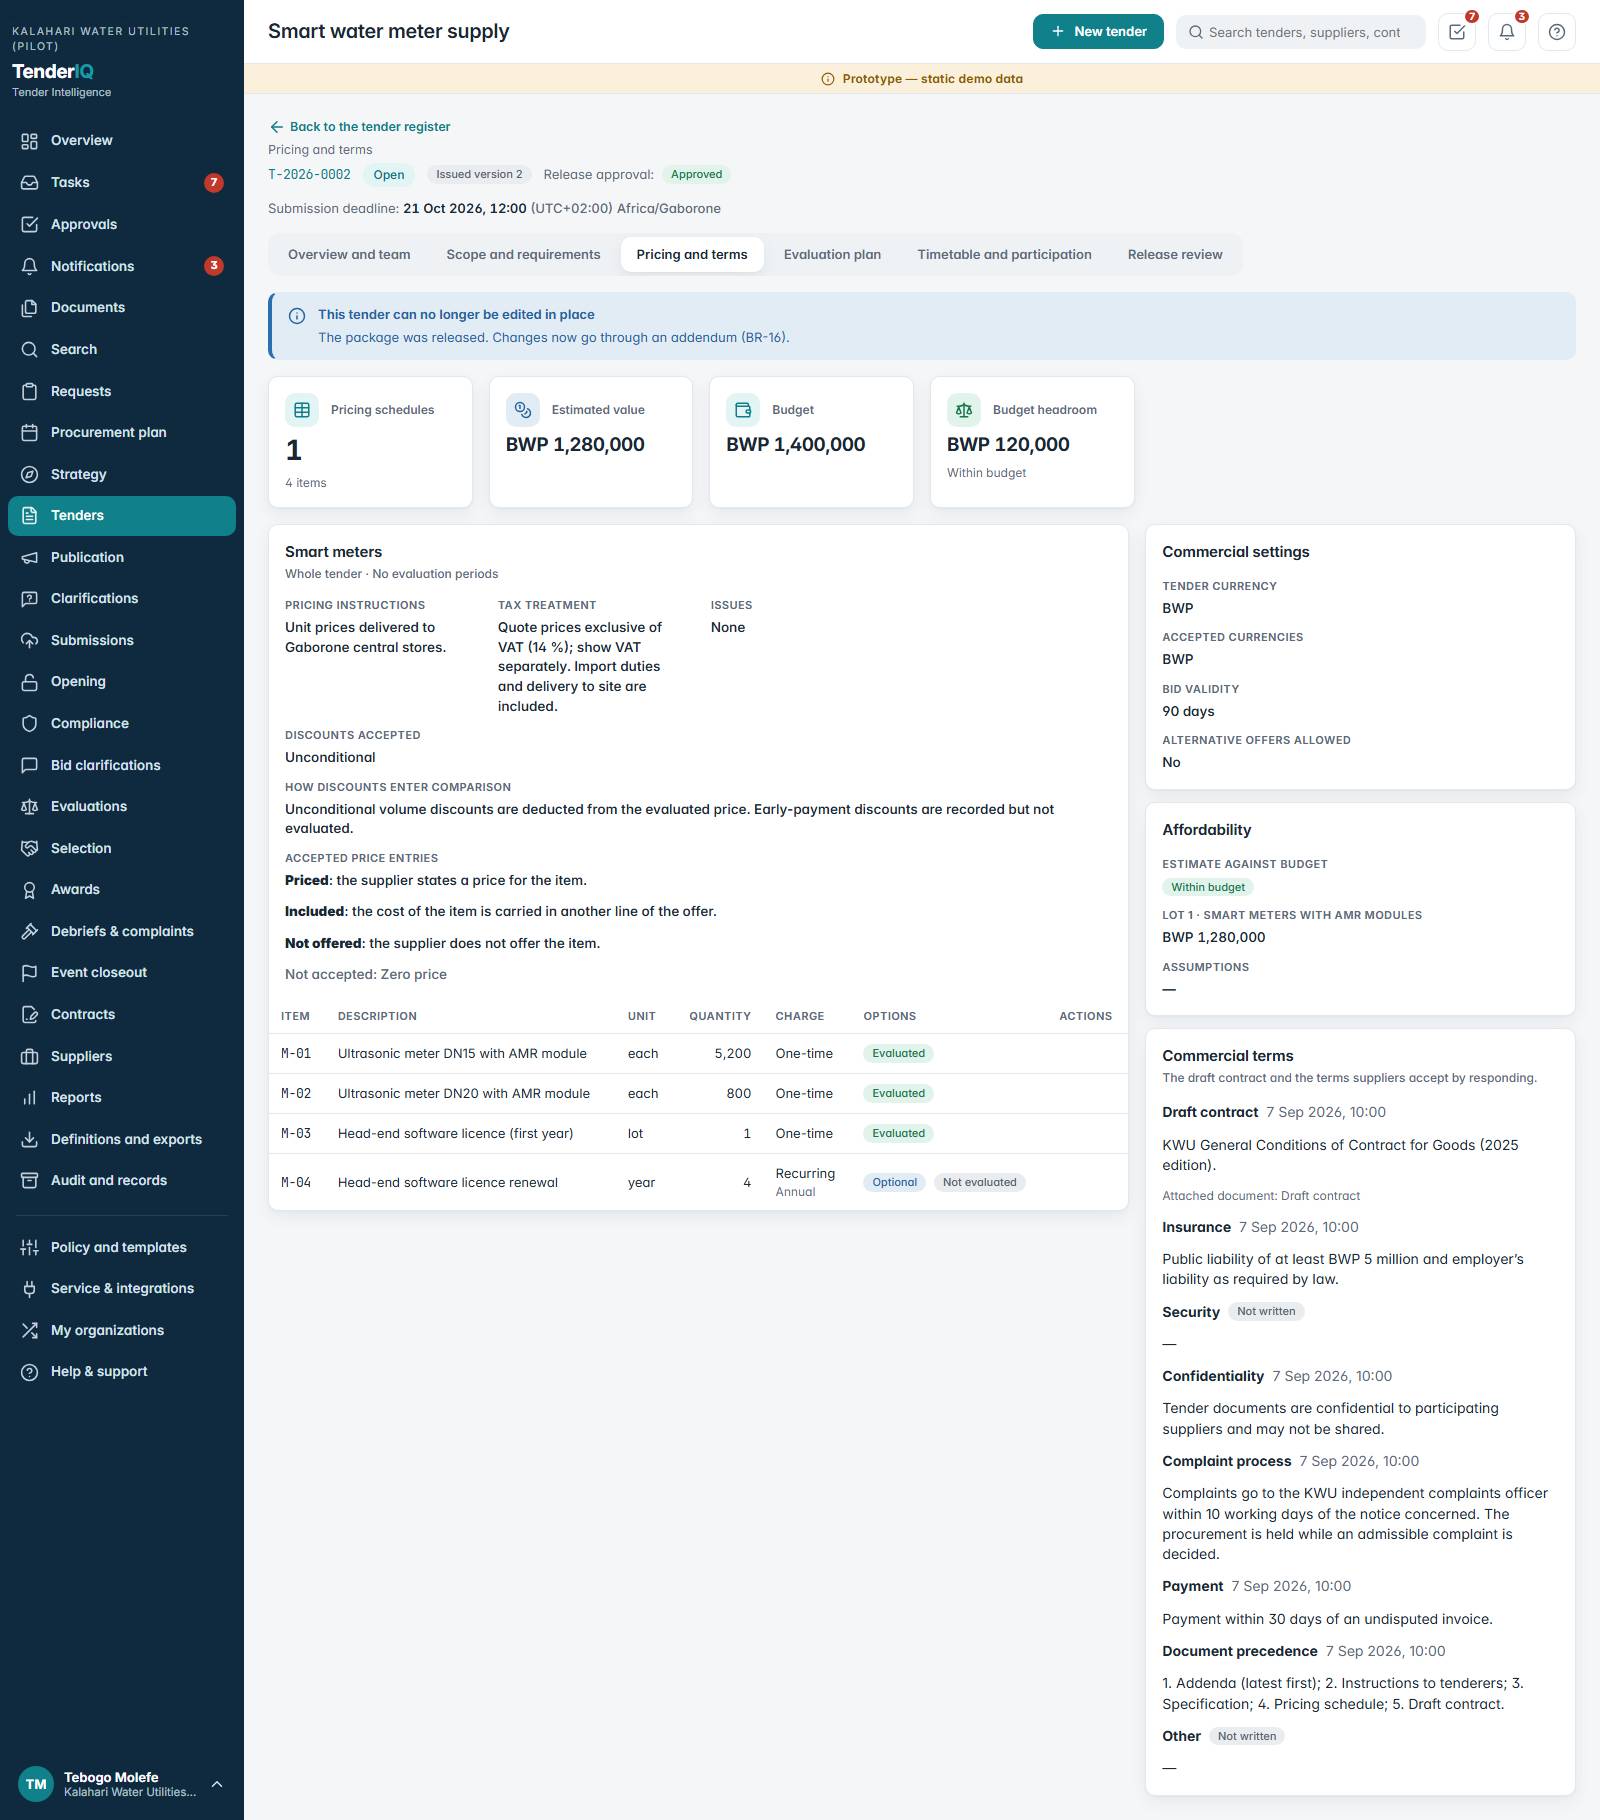 KALAHARI WATER UTILITIES
(PILOT)
TenderIQ
Tender Intelligence
Overview
Tasks 7
Approvals
Notifications 3
Documents
Search
Requests
Procurement plan
Strategy
Tenders
Publication
Clarifications
Submissions
Opening
Compliance
Bid clarifications
Evaluations
Selection
Awards
Debriefs & complaints
Event closeout
Contracts
Suppliers
Reports
Definitions and exports
Audit and records
Policy and templates
Service & integrations
My organizations
Help & support
TM Tebogo Molefe
Kalahari Water Utilities...
Smart water meter supply
New tender
Search tenders, suppliers, cont
7
3
Prototype — static demo data
Back to the tender register
Pricing and terms
T-2026-0002 Open Issued version 2 Release approval: Approved
Submission deadline: 21 Oct 2026, 12:00 (UTC+02:00) Africa/Gaborone
Overview and team Scope and requirements Pricing and terms Evaluation plan Timetable and participation Release review
This tender can no longer be edited in place
The package was released. Changes now go through an addendum (BR-16).
Pricing schedules
1
4 items
Estimated value
BWP 1,280,000
Budget
BWP 1,400,000
Budget headroom
BWP 120,000
Within budget
Smart meters
Whole tender · No evaluation periods
PRICING INSTRUCTIONS
Unit prices delivered to
Gaborone central stores.
TAX TREATMENT
Quote prices exclusive of
VAT (14 %); show VAT
separately. Import duties
and delivery to site are
included.
ISSUES
None
DISCOUNTS ACCEPTED
Unconditional
HOW DISCOUNTS ENTER COMPARISON
Unconditional volume discounts are deducted from the evaluated price. Early-payment discounts are recorded but not
evaluated.
ACCEPTED PRICE ENTRIES
Priced: the supplier states a price for the item.
Included: the cost of the item is carried in another line of the offer.
Not offered: the supplier does not offer the item.
Not accepted: Zero price
ITEM DESCRIPTION UNIT QUANTITY CHARGE OPTIONS ACTIONS
M-01 Ultrasonic meter DN15 with AMR module each 5,200 One-time Evaluated
M-02 Ultrasonic meter DN20 with AMR module each 800 One-time Evaluated
M-03 Head-end software licence (first year) lot 1 One-time Evaluated
M-04 Head-end software licence renewal year 4 Recurring Annual Optional Not evaluated
Commercial settings
TENDER CURRENCY
BWP
ACCEPTED CURRENCIES
BWP
BID VALIDITY
90 days
ALTERNATIVE OFFERS ALLOWED
No
Affordability
ESTIMATE AGAINST BUDGET
Within budget
LOT 1 · SMART METERS WITH AMR MODULES
BWP 1,280,000
ASSUMPTIONS
—
Commercial terms
The draft contract and the terms suppliers accept by responding.
Draft contract 7 Sep 2026, 10:00
KWU General Conditions of Contract for Goods (2025
edition).
Attached document: Draft contract
Insurance 7 Sep 2026, 10:00
Public liability of at least BWP 5 million and employer’s
liability as required by law.
Security Not written
—
Confidentiality 7 Sep 2026, 10:00
Tender documents are confidential to participating
suppliers and may not be shared.
Complaint process 7 Sep 2026, 10:00
Complaints go to the KWU independent complaints officer
within 10 working days of the notice concerned. The
procurement is held while an admissible complaint is
decided.
Payment 7 Sep 2026, 10:00
Payment within 30 days of an undisputed invoice.
Document precedence 7 Sep 2026, 10:00
1. Addenda (latest first); 2. Instructions to tenderers; 3.
Specification; 4. Pricing schedule; 5. Draft contract.
Other Not written
—